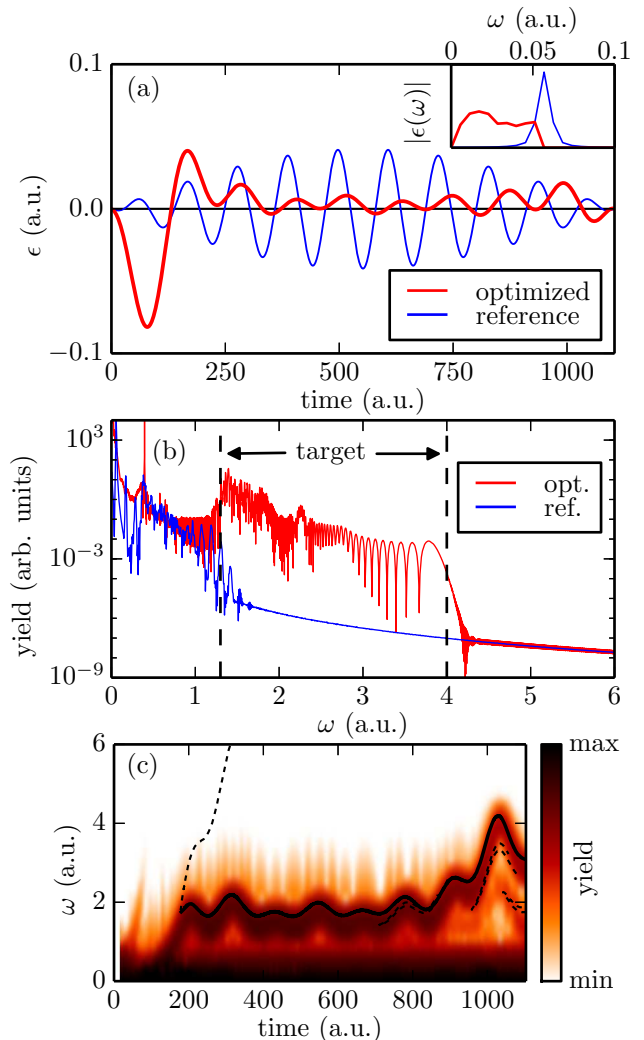 ω (a.u.)
0 0.05 0.1
|ϵ(ω)|
(a)
0.1
0.0
−0.1
ϵ (a.u.)
optimized
reference
0 250 500 750 1000
time (a.u.)
(b)
target
opt.
ref.
10^3
10^−3
10^−9
yield (arb. units)
0 1 2 3 4 5 6
ω (a.u.)
(c)
6
4
2
0
ω (a.u.)
0 200 400 600 800 1000
time (a.u.)
max
yield
min